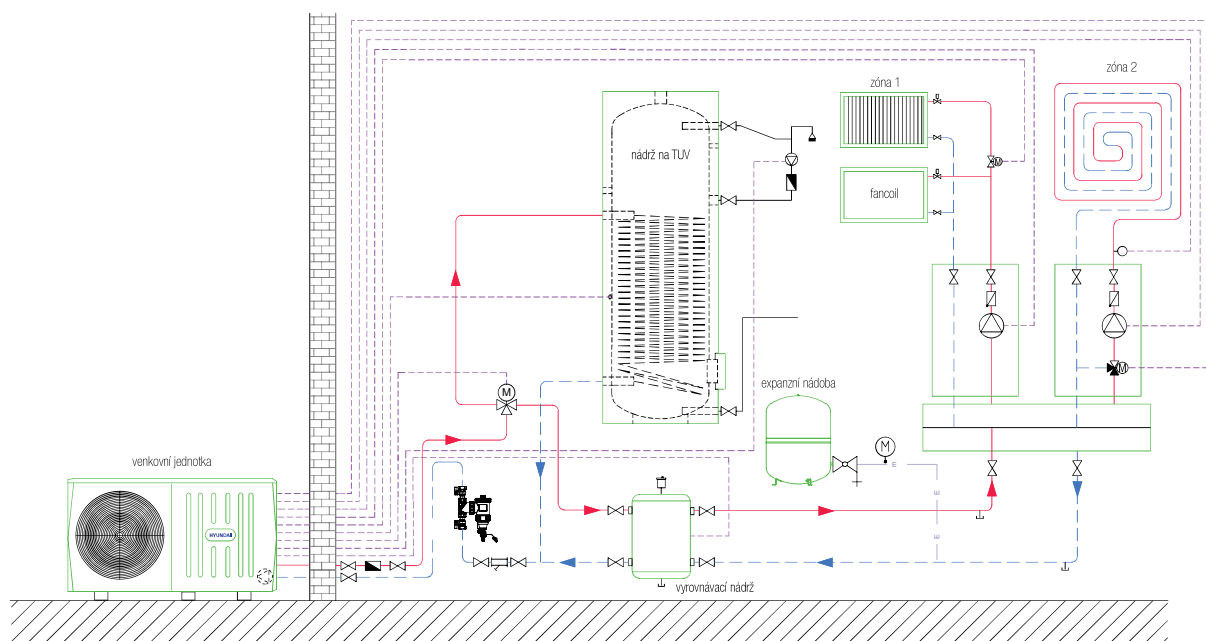 zóna 1
zóna 2
nádrž na TUV
fancoil
M
M
M
expanzní nádoba
M
E
venkovní jednotka
E
HYUNDAI
E
vyrovnávací nádrž